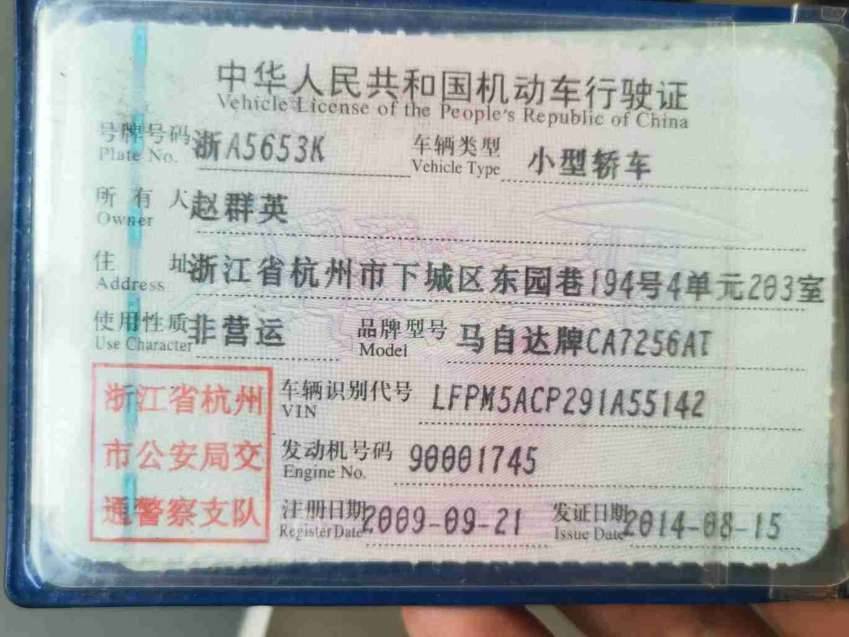 中华人民共和国机动车行驶证
Vehicle License of the People's Republic of China
号牌号码 浙A5653K 车辆类型 小型轿车
Plate No. Vehicle Type
所有人 赵群英
Owner
住址 浙江省杭州市下城区东园巷194号4单元203室
Address
使用性质 非营运 品牌型号 马自达牌CA7256AT
Use Character Model
浙江省杭州
市公安局交
通警察支队
车辆识别代号 LFPM5ACP291A55142
VIN
发动机号码 90001745
Engine No.
注册日期 2009-09-21 发证日期 2014-08-15
Register Date Issue Date